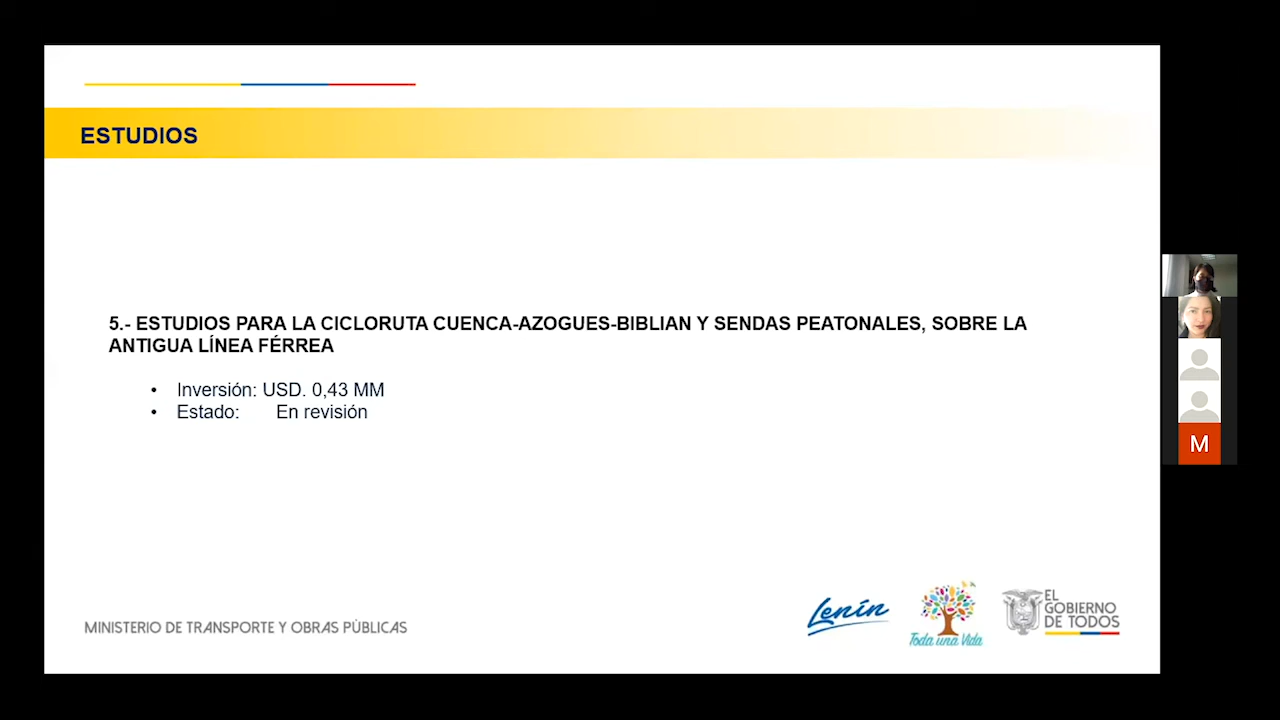 ESTUDIOS
5.- ESTUDIOS PARA LA CICLORUTA CUENCA-AZOGUES-BIBLIAN Y SENDAS PEATONALES, SOBRE LA
ANTIGUA LÍNEA FÉRREA
• Inversión: USD. 0,43 MM
• Estado: En revisión
M
MINISTERIO DE TRANSPORTE Y OBRAS PÚBLICAS
Lenín
Toda una Vida
EL
GOBIERNO
DE TODOS